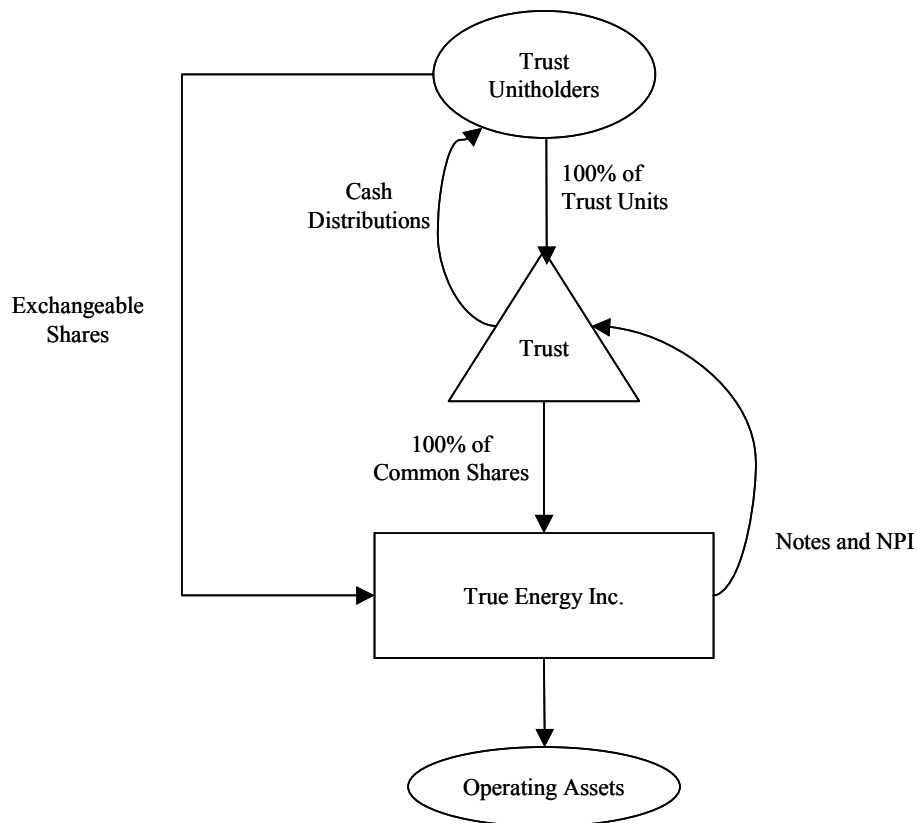 Trust
Unitholders
Cash
Distributions
100% of
Trust Units
Exchangeable
Shares
Trust
100% of
Common Shares
Notes and NPI
True Energy Inc.
Operating Assets